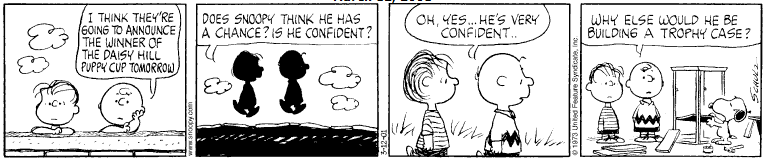 I THINK THEY'RE
GOING TO ANNOUNCE
THE WINNER OF
THE DAISY HILL
PUPPY CUP TOMORROW
www.snoopy.com
DOES SNOOPY THINK HE HAS
A CHANCE? IS HE CONFIDENT?
3-12-01
OH, YES...HE'S VERY
CONFIDENT..
© 1973 United Feature Syndicate, Inc.
WHY ELSE WOULD HE BE
BUILDING A TROPHY CASE?
SCHULZ